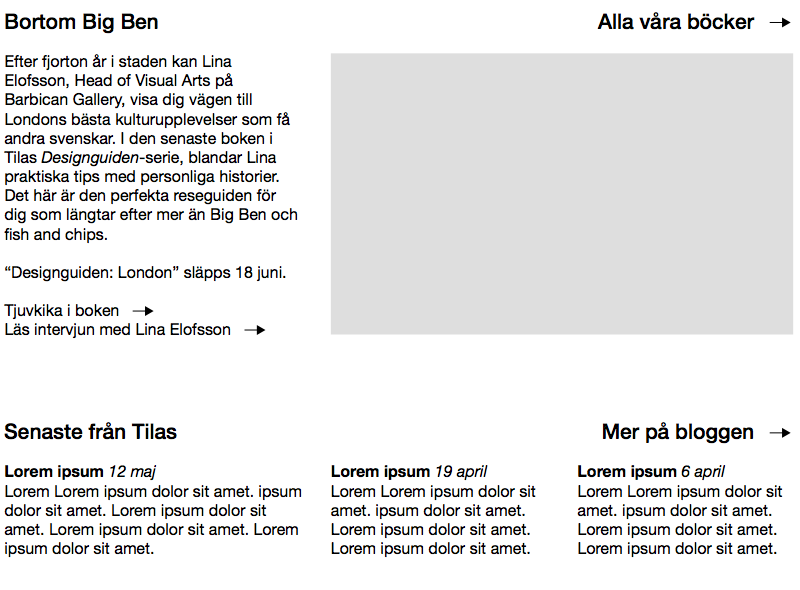 Bortom Big Ben
Alla våra böcker →
Efter fjorton år i staden kan Lina
Elofsson, Head of Visual Arts på
Barbican Gallery, visa dig vägen till
Londons bästa kulturupplevelser som få
andra svenskar. I den senaste boken i
Tilas Designguiden-serie, blandar Lina
praktiska tips med personliga historier.
Det här är den perfekta reseguiden för
dig som längtar efter mer än Big Ben och
fish and chips.
“Designguiden: London” släpps 18 juni.
Tjuvkika i boken →
Läs intervjun med Lina Elofsson →
Senaste från Tilas
Mer på bloggen →
Lorem ipsum 12 maj
Lorem Lorem ipsum dolor sit amet. ipsum
dolor sit amet. Lorem ipsum dolor sit
amet. Lorem ipsum dolor sit amet. Lorem
ipsum dolor sit amet.
Lorem ipsum 19 april
Lorem Lorem ipsum dolor sit
amet. ipsum dolor sit amet.
Lorem ipsum dolor sit amet.
Lorem ipsum dolor sit amet.
Lorem ipsum 6 april
Lorem Lorem ipsum dolor sit
amet. ipsum dolor sit amet.
Lorem ipsum dolor sit amet.
Lorem ipsum dolor sit amet.